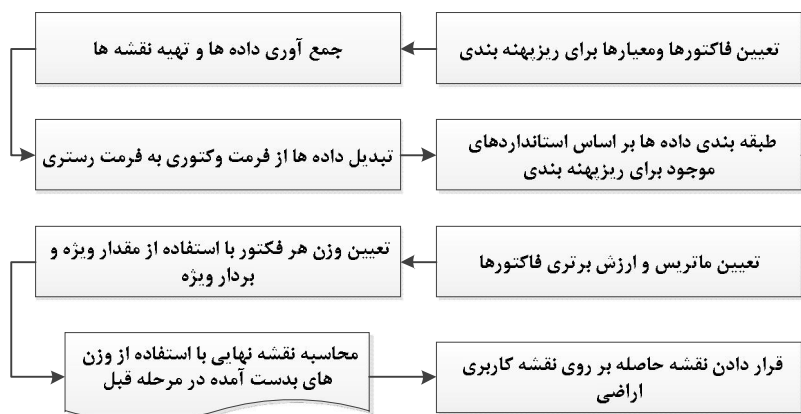 تعیین فاکتورها ومعیارها برای ریزپهنه بندی
جمع آوری داده ها و تهیه نقشه ها
تبدیل داده ها از فرمت وکتوری به فرمت رستری
طبقه بندی داده ها بر اساس استانداردهای
موجود برای ریزپهنه بندی
تعیین ماتریس و ارزش برتری فاکتورها
تعیین وزن هر فکتور با استفاده از مقدار ویژه و
بردار ویژه
محاسبه نقشه نهایی با استفاده از وزن
های بدست آمده در مرحله قبل
قرار دادن نقشه حاصله بر روی نقشه کاربری
اراضی